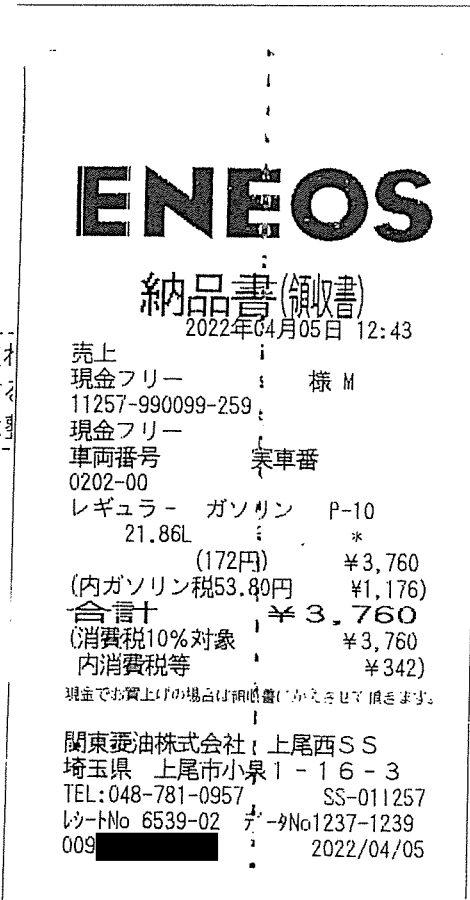 ENEOS
納品書(領収書)
2022年04月05日 12:43
売上
現金フリー 様 M
11257-990099-259
現金フリー
車両番号 実車番
0202-00
レギュラー ガソリン P-10
21.86L *
(172円) ¥3,760
(内ガソリン税53.80円 ¥1,176)
合計 ¥3,760
(消費税10%対象 ¥3,760
内消費税等 ¥342)
現金でお買上げの場合は領収書にかえさせて頂きます。
関東菱油株式会社 上尾西SS
埼玉県 上尾市小泉1-16-3
TEL:048-781-0957 SS-011257
レシートNo 6539-02 データNo1237-1239
009
2022/04/05